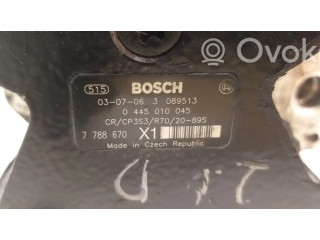 OVOKO
515 BOSCH
03-07-06 3 089513
0 445 010 045
CR/CP3S3/R70/20-89S
7 788 670 X1
Made in Czech Republic